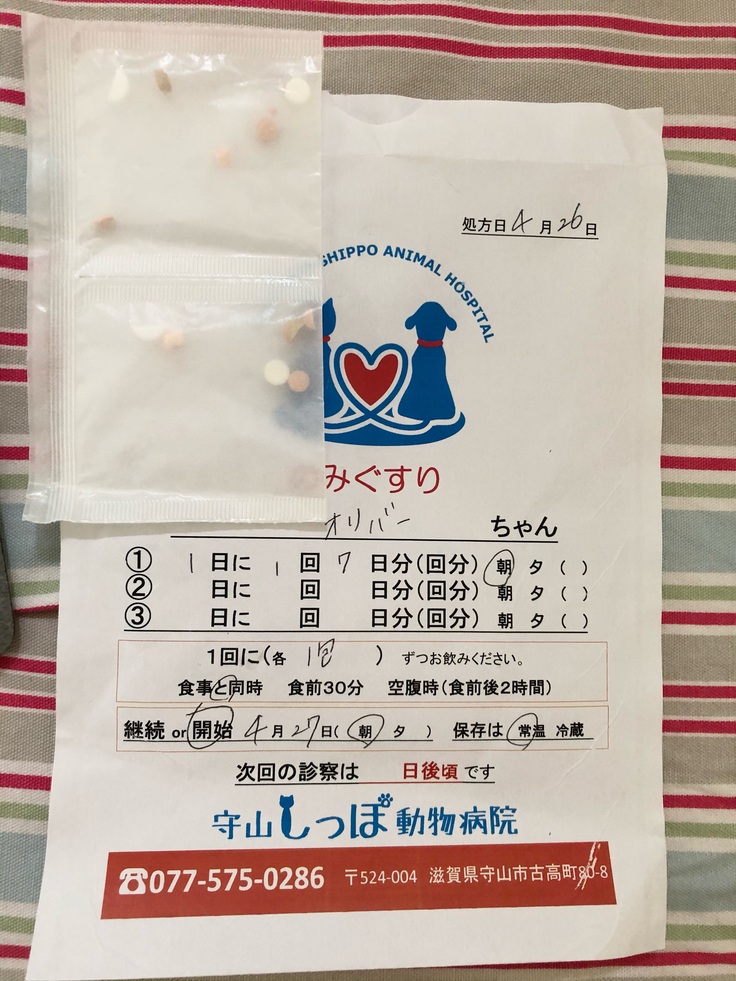 処方日 4月26日
SHIPPO ANIMAL HOSPITAL
みぐすり
オリバー ちゃん
① 1日に 1回 7日分(回分) 朝 夕 ( )
② 日に 回 日分(回分) 朝 夕 ( )
③ 日に 回 日分(回分) 朝 夕 ( )
1回に(各 1包 ) ずつお飲みください。
食事と同時 食前30分 空腹時(食前後2時間)
継続 or 開始 4月27日( 朝 夕 ) 保存は 常温 冷蔵
次回の診察は 日後頃 です
守山しっぽ動物病院
☎077-575-0286 〒524-004 滋賀県守山市古高町80-8